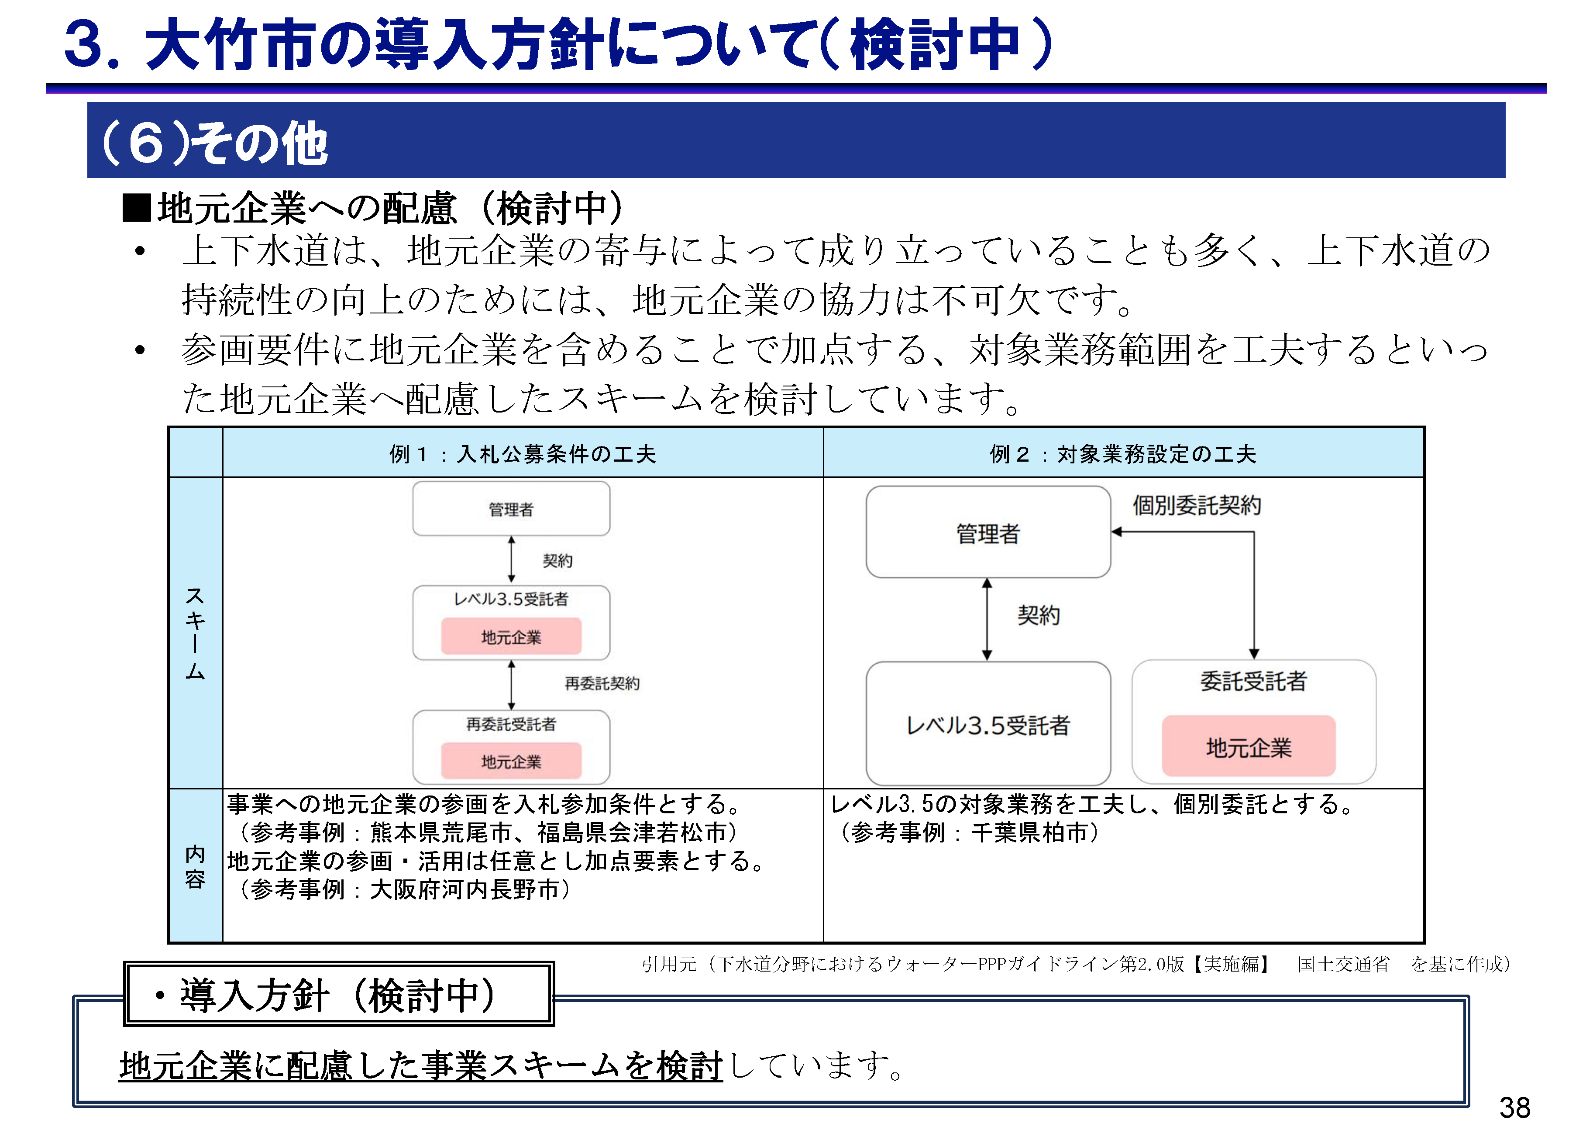 3．大竹市の導入方針について（検討中）
（6）その他
■地元企業への配慮（検討中）
• 上下水道は、地元企業の寄与によって成り立っていることも多く、上下水道の
持続性の向上のためには、地元企業の協力は不可欠です。
• 参画要件に地元企業を含めることで加点する、対象業務範囲を工夫するといっ
た地元企業へ配慮したスキームを検討しています。
例１：入札公募条件の工夫
例２：対象業務設定の工夫
スキーム
管理者
契約
レベル3.5受託者
地元企業
再委託契約
再委託受託者
地元企業
管理者
個別委託契約
契約
レベル3.5受託者
委託受託者
地元企業
内容
事業への地元企業の参画を入札参加条件とする。
（参考事例：熊本県荒尾市、福島県会津若松市）
地元企業の参画・活用は任意とし加点要素とする。
（参考事例：大阪府河内長野市）
レベル3.5の対象業務を工夫し、個別委託とする。
（参考事例：千葉県柏市）
引用元（下水道分野におけるウォーターPPPガイドライン第2.0版【実施編】　国土交通省　を基に作成）
・導入方針（検討中）
地元企業に配慮した事業スキームを検討しています。
38